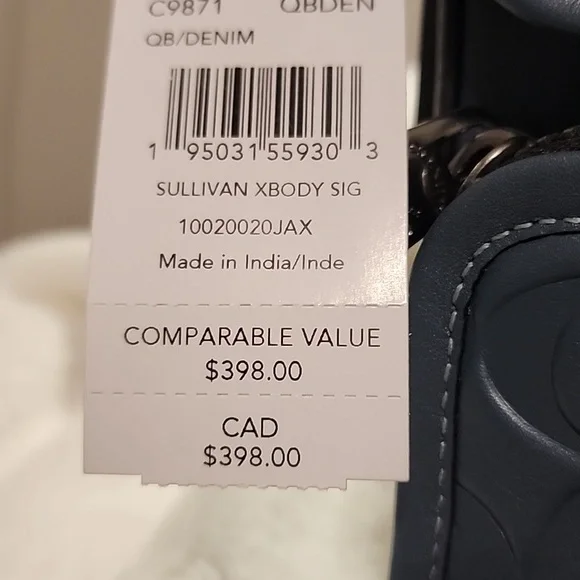 C9871 QBDEN
QB/DENIM
1 95031 55930 3
SULLIVAN XBODY SIG
10020020JAX
Made in India/Inde
COMPARABLE VALUE
$398.00
CAD
$398.00